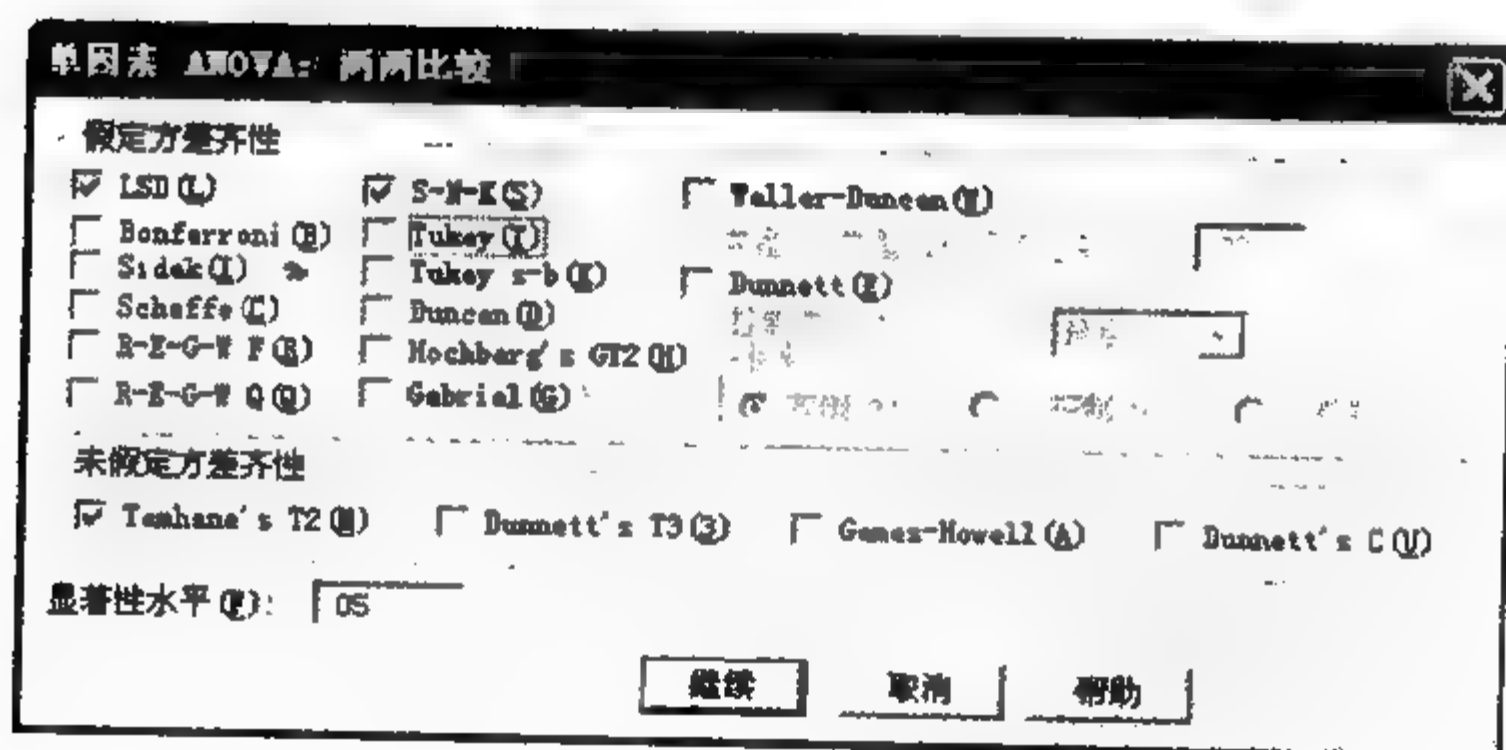 单因素 ANOVA: 两两比较
假定方差齐性
LSD(L) S-N-K(S) Waller-Duncan(W)
Bonferroni(B) Tukey(T)
Sidak(I) Tukey s-b(K) Dunnett(E)
Scheffe(C) Duncan(D)
R-E-G-W F(R) Hochberg's GT2(H)
R-E-G-W Q(Q) Gabriel(G)
未假定方差齐性
Tamhane's T2(M) Dunnett's T3(3) Games-Howell(A) Dunnett's C(U)
显著性水平(F): 05
继续 取消 帮助